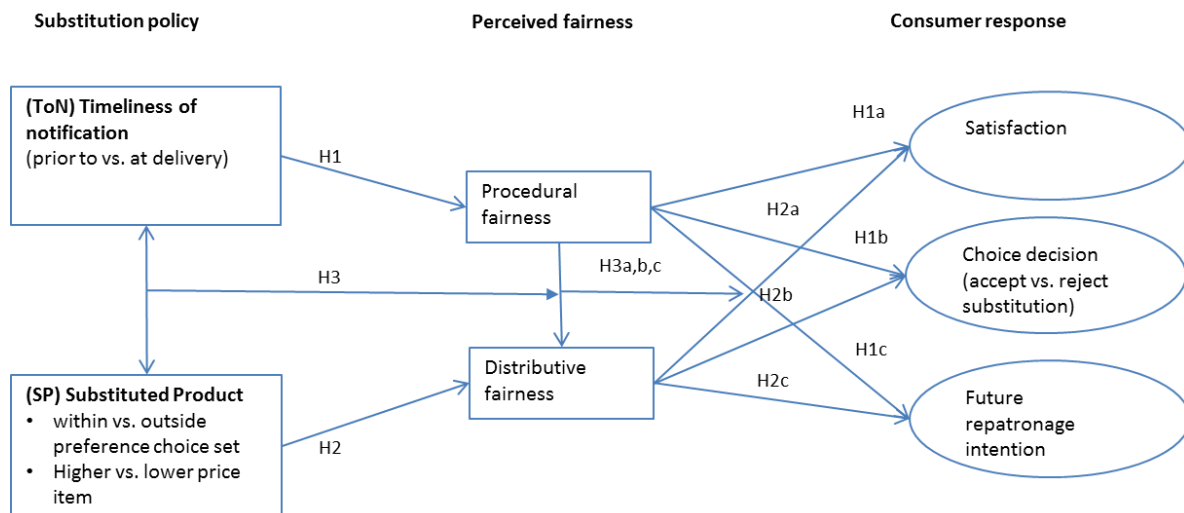 Substitution policy
Perceived fairness
Consumer response
(ToN) Timeliness of
notification
(prior to vs. at delivery)
H1
Procedural
fairness
H1a
Satisfaction
H2a
H1b
Choice decision
(accept vs. reject
substitution)
H3
H3a,b,c
H2b
H1c
(SP) Substituted Product
• within vs. outside
preference choice set
• Higher vs. lower price
item
H2
Distributive
fairness
H2c
Future
repatronage
intention